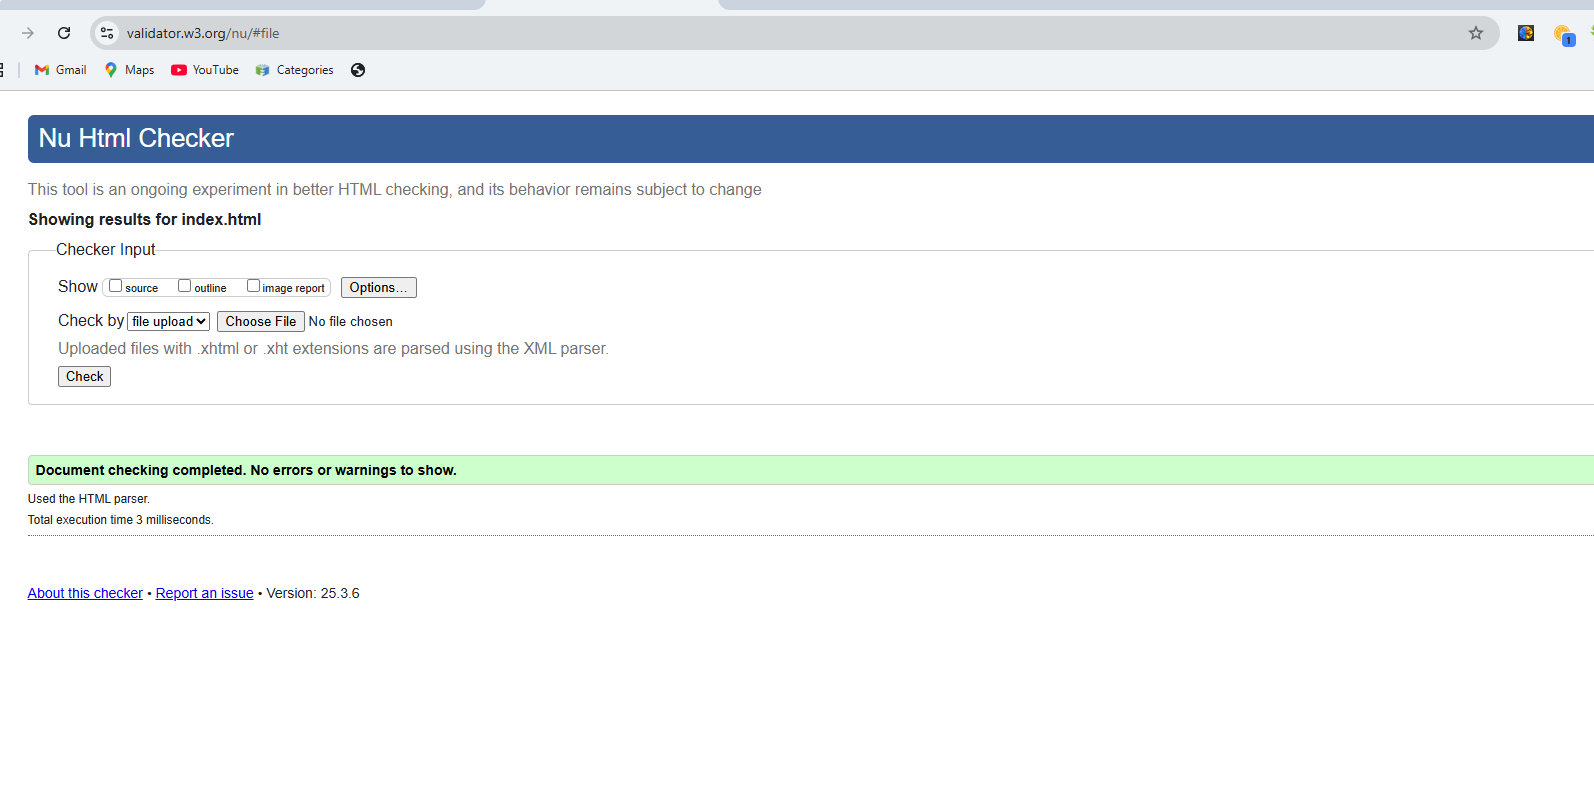 validator.w3.org/nu/#file
1
Gmail Maps YouTube Categories
Nu Html Checker
This tool is an ongoing experiment in better HTML checking, and its behavior remains subject to change
Showing results for index.html
Checker Input
Show source outline image report Options...
Check by file upload Choose File No file chosen
Uploaded files with .xhtml or .xht extensions are parsed using the XML parser.
Check
Document checking completed. No errors or warnings to show.
Used the HTML parser.
Total execution time 3 milliseconds.
About this checker • Report an issue • Version: 25.3.6